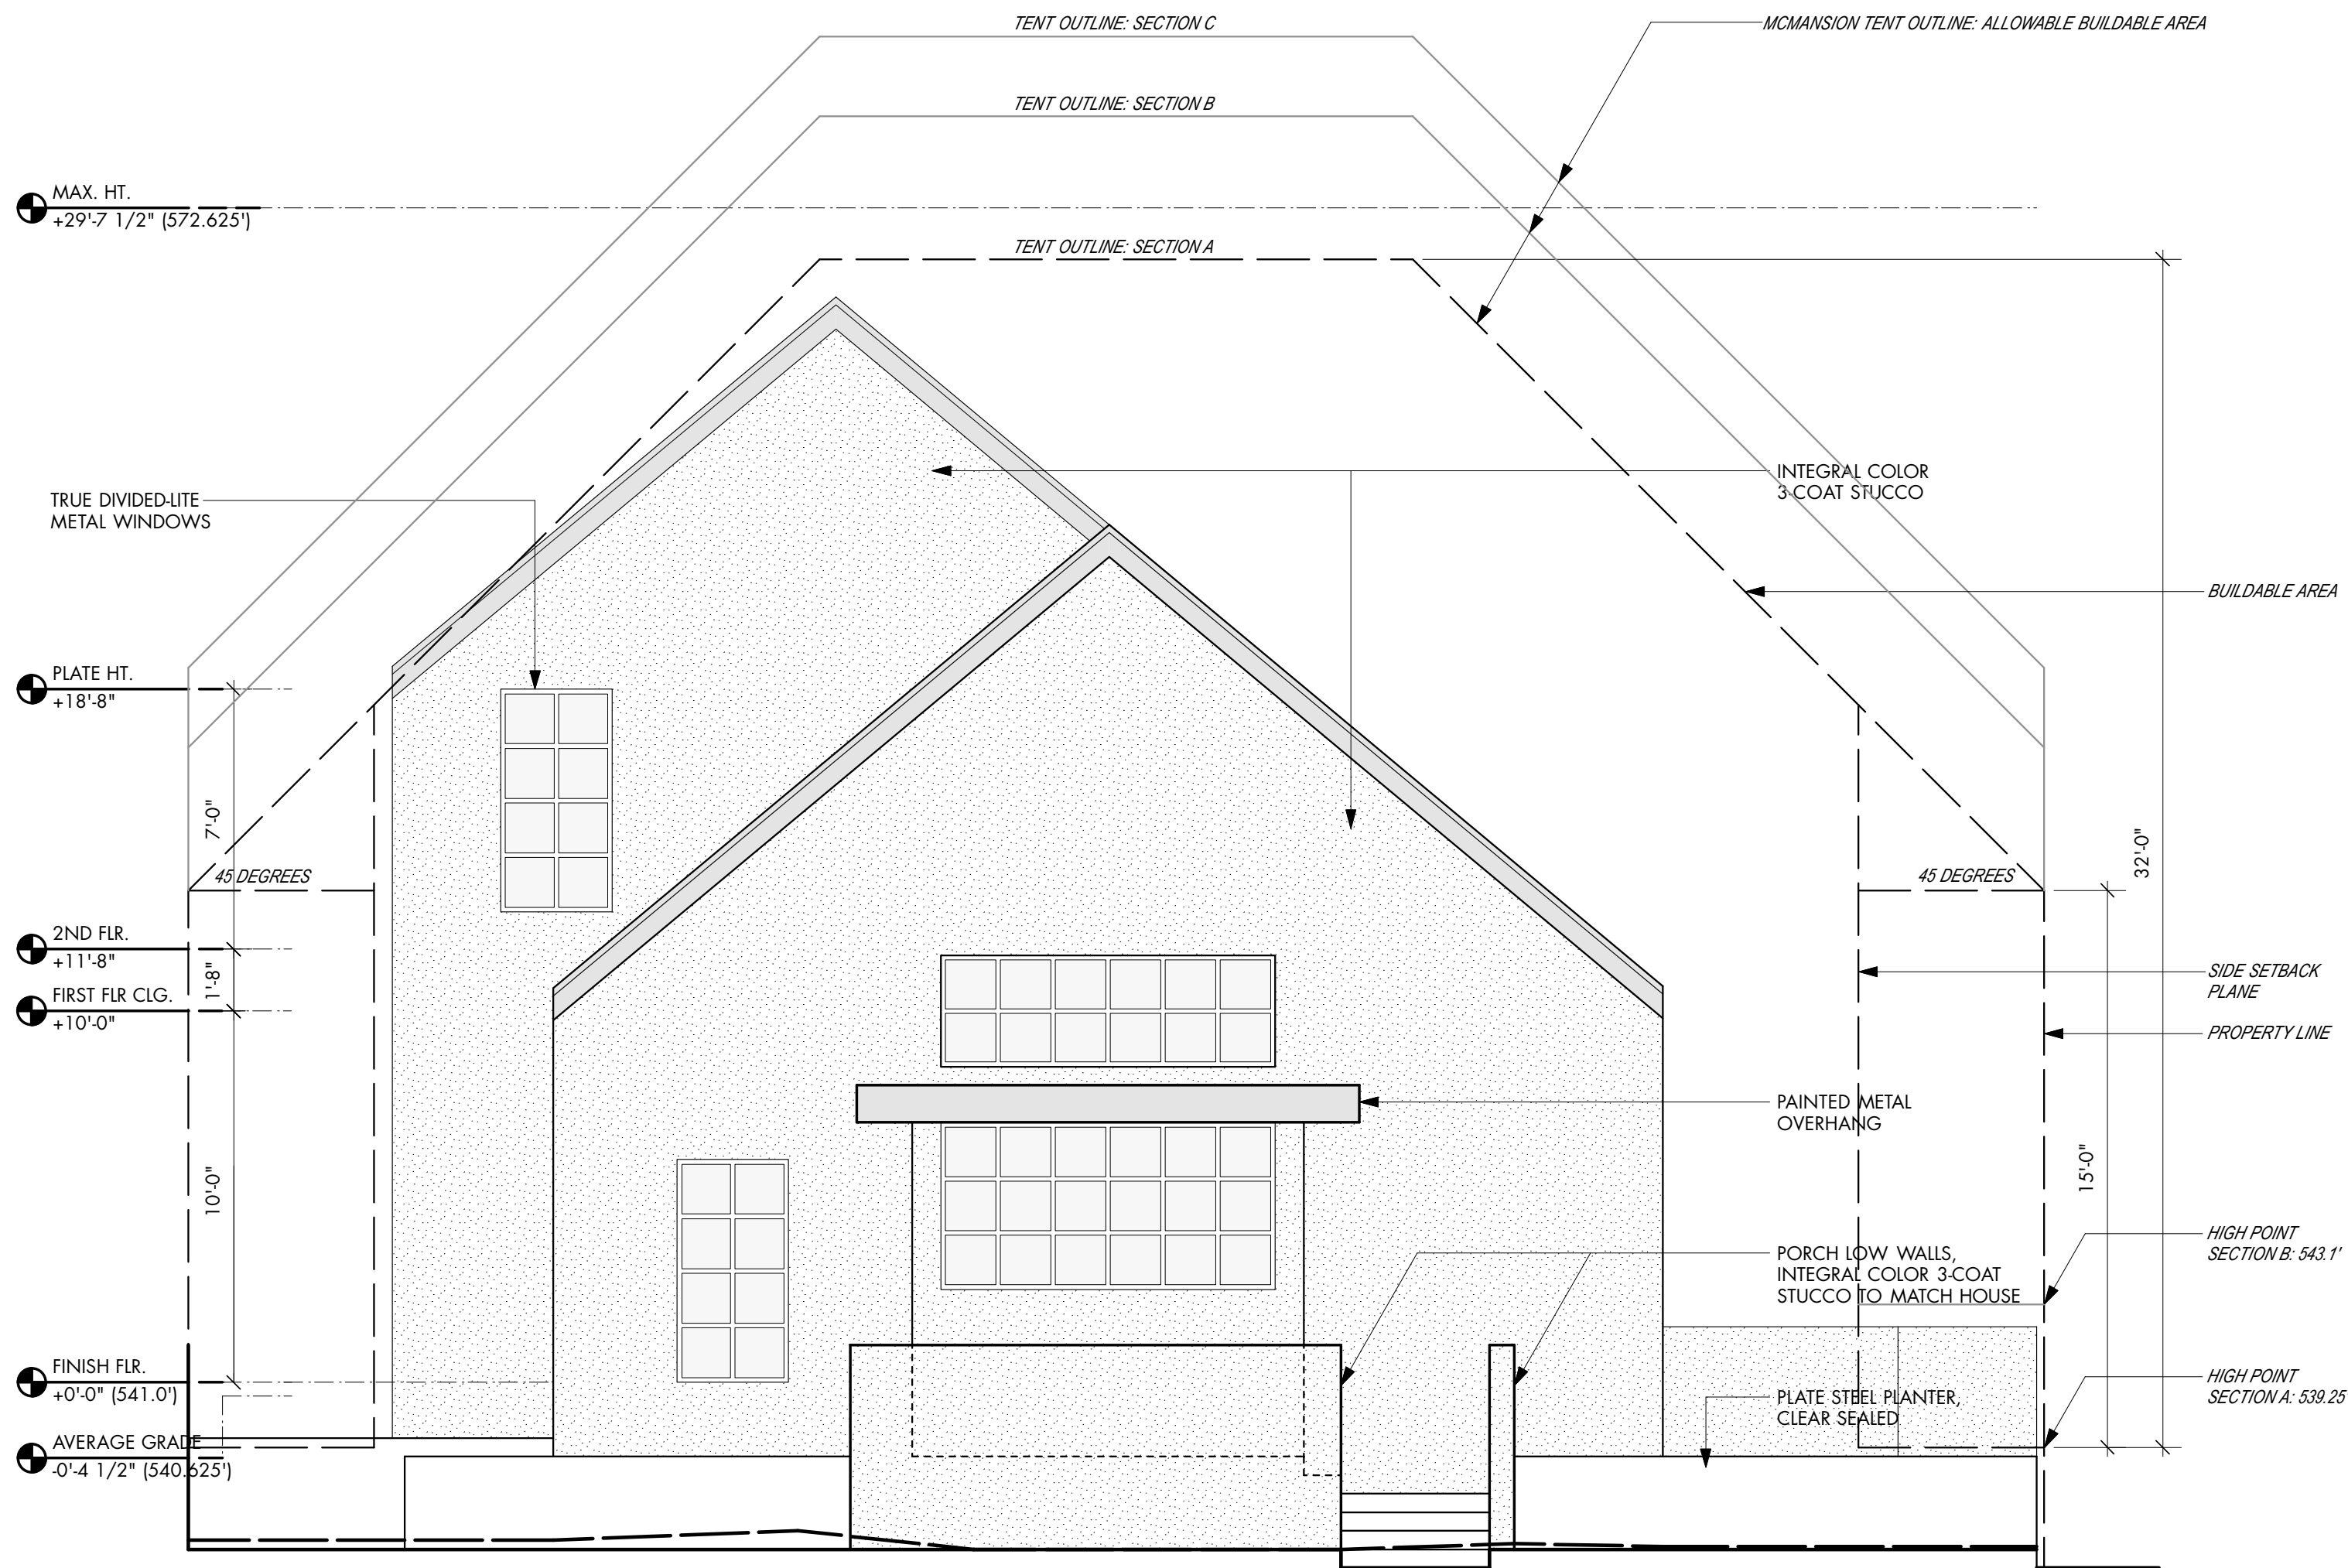 TENT OUTLINE: SECTION C
MCMANSION TENT OUTLINE: ALLOWABLE BUILDABLE AREA
TENT OUTLINE: SECTION B
MAX. HT.
+29'-7 1/2" (572.625')
TENT OUTLINE: SECTION A
TRUE DIVIDED-LITE
METAL WINDOWS
INTEGRAL COLOR
3-COAT STUCCO
BUILDABLE AREA
PLATE HT.
+18'-8"
7'-0"
32'-0"
45 DEGREES
45 DEGREES
2ND FLR.
+11'-8"
1'-8"
SIDE SETBACK
PLANE
FIRST FLR CLG.
+10'-0"
PROPERTY LINE
PAINTED METAL
OVERHANG
10'-0"
15'-0"
HIGH POINT
SECTION B: 543.1'
PORCH LOW WALLS,
INTEGRAL COLOR 3-COAT
STUCCO TO MATCH HOUSE
FINISH FLR.
+0'-0" (541.0')
HIGH POINT
SECTION A: 539.25
PLATE STEEL PLANTER,
CLEAR SEALED
AVERAGE GRADE
-0'-4 1/2" (540.625')